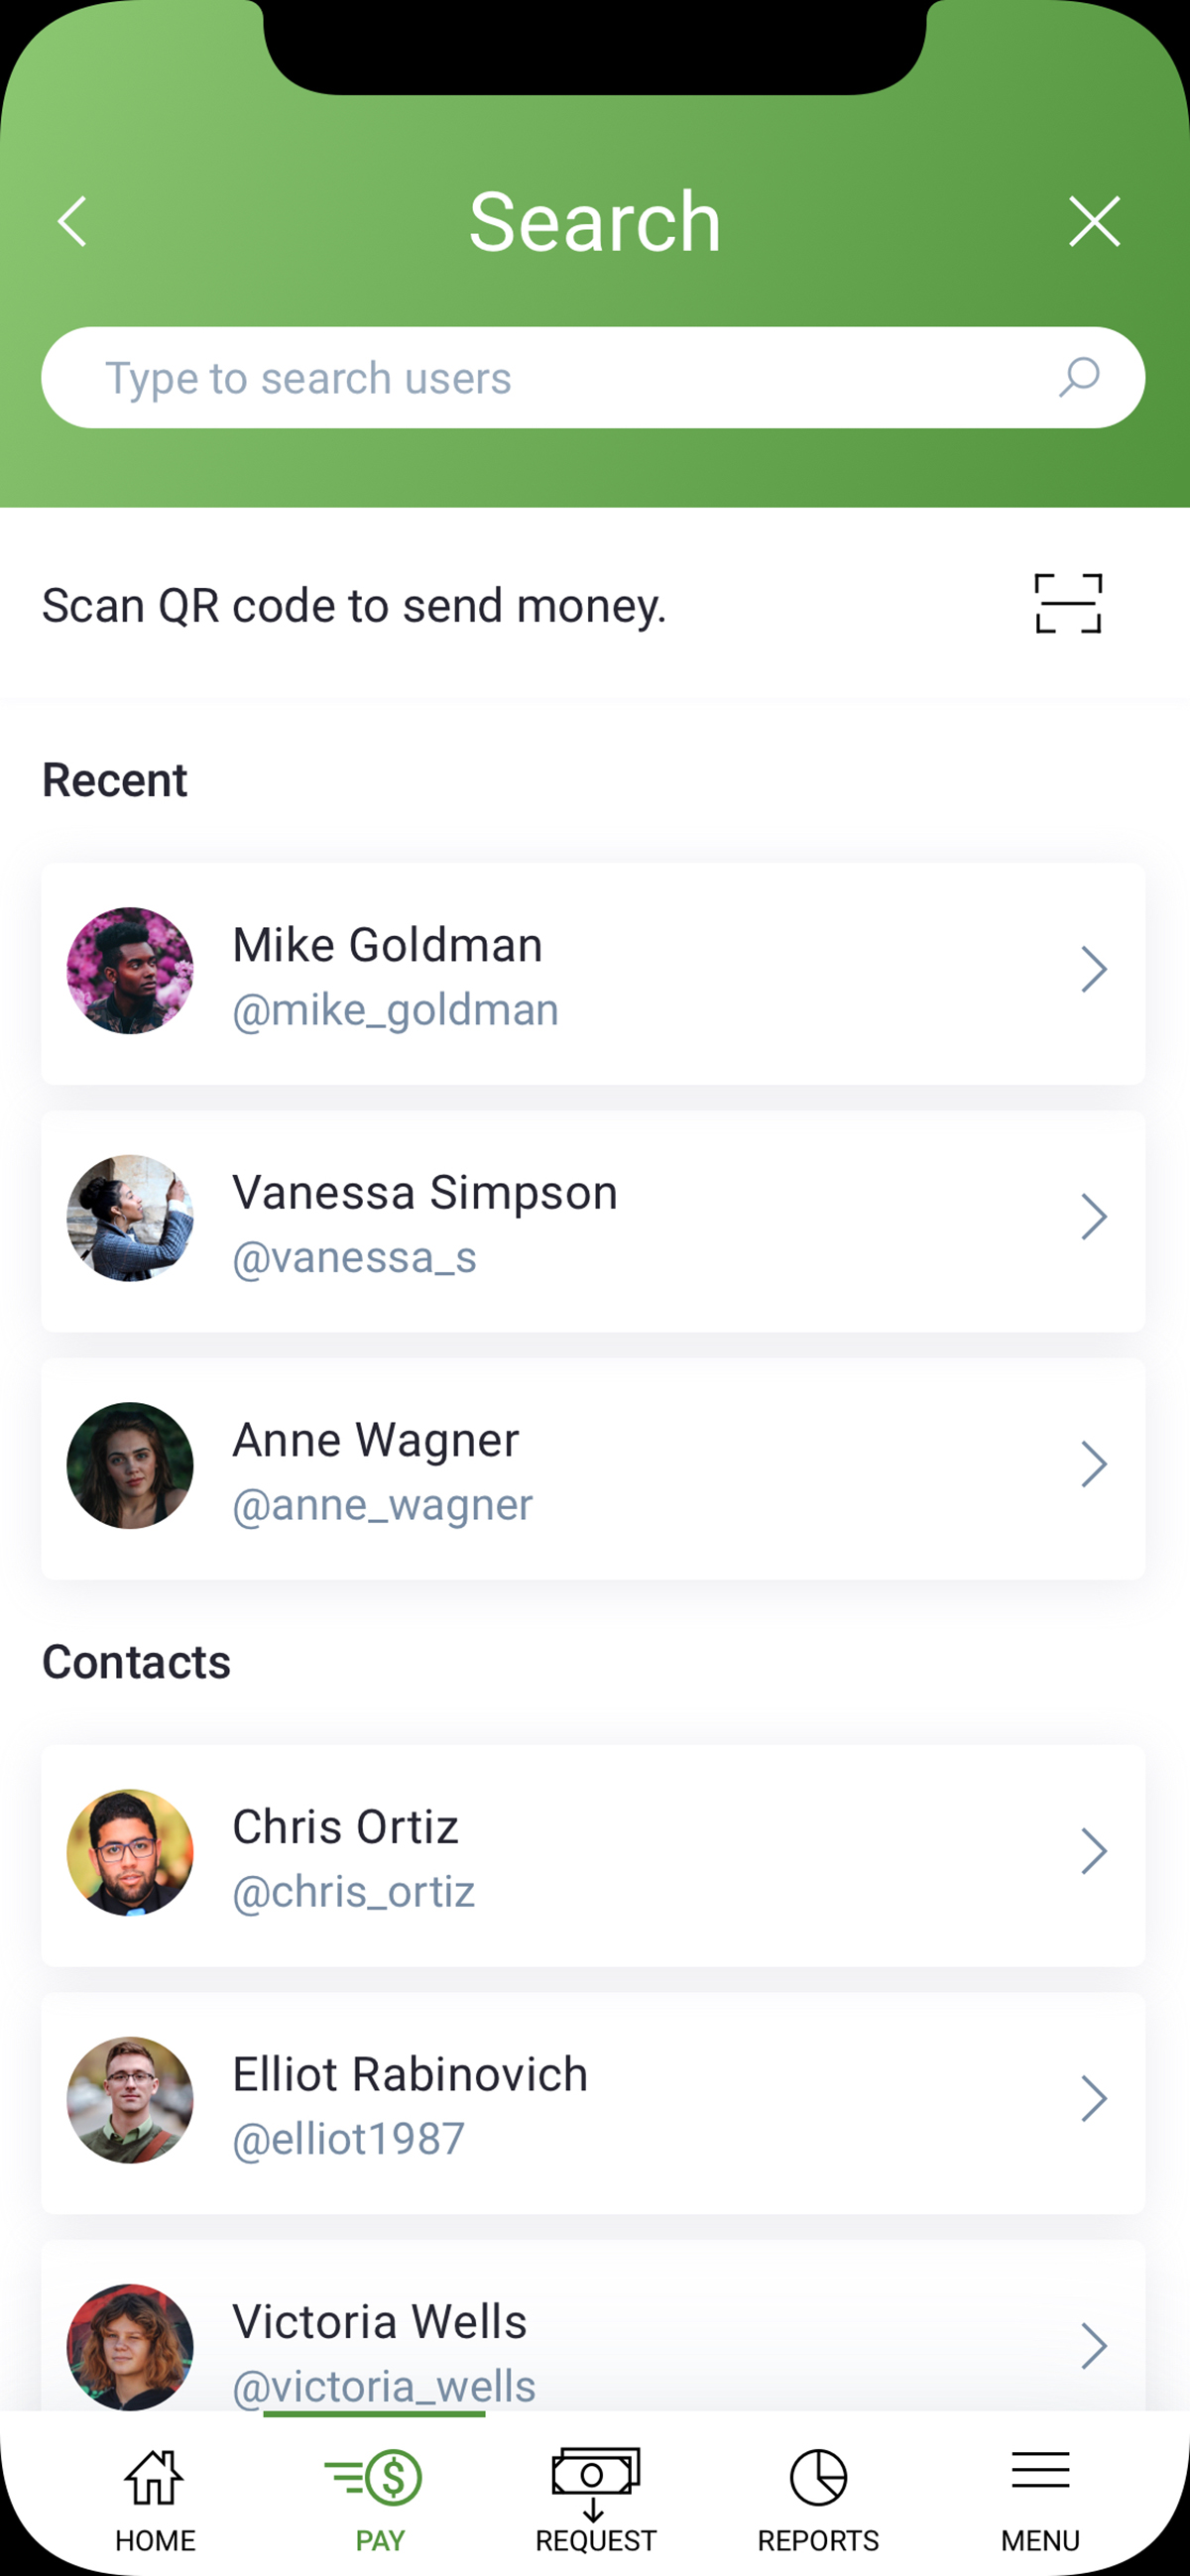 Search
Type to search users
Scan QR code to send money.
Recent
Mike Goldman
@mike_goldman
Vanessa Simpson
@vanessa_s
Anne Wagner
@anne_wagner
Contacts
Chris Ortiz
@chris_ortiz
Elliot Rabinovich
@elliot1987
Victoria Wells
@victoria_wells
HOME PAY REQUEST REPORTS MENU